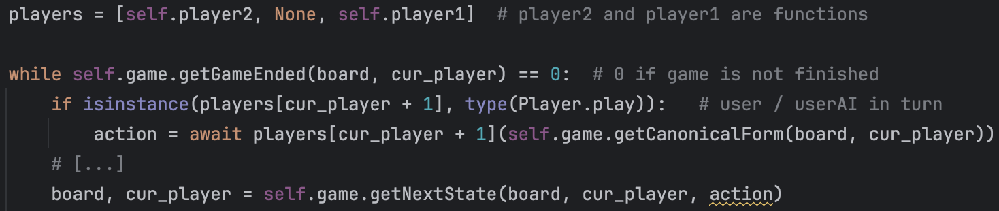 players = [self.player2, None, self.player1]  # player2 and player1 are functions

while self.game.getGameEnded(board, cur_player) == 0:  # 0 if game is not finished
    if isinstance(players[cur_player + 1], type(Player.play)):   # user / userAI in turn
        action = await players[cur_player + 1](self.game.getCanonicalForm(board, cur_player))
    # [...]
    board, cur_player = self.game.getNextState(board, cur_player, action)